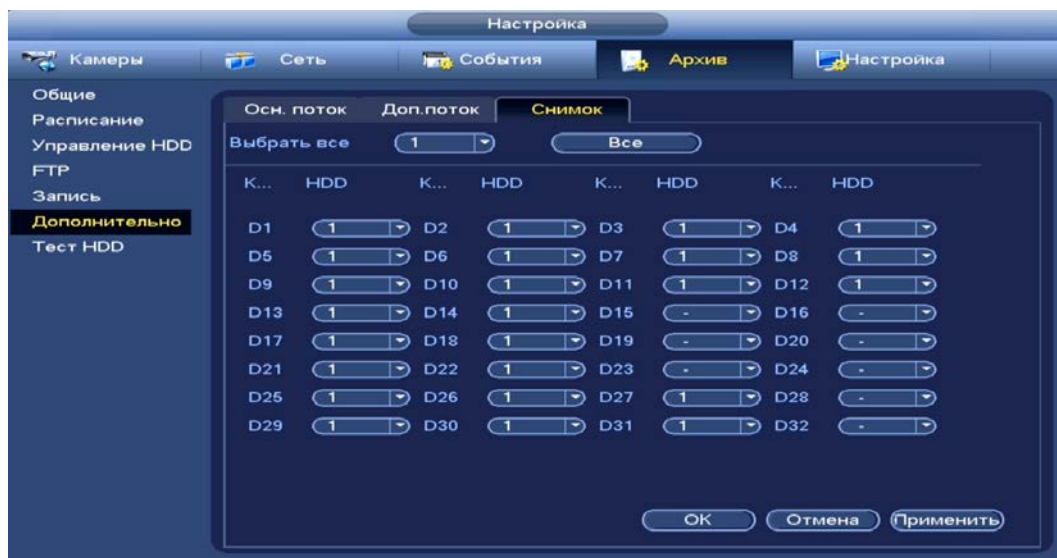 Настройка
Камеры Сеть События Архив Настройка
Общие
Расписание
Управление HDD
FTP
Запись
Дополнительно
Тест HDD
Осн. поток Доп.поток Снимок
Выбрать все 1 Все
К... HDD К... HDD К... HDD К... HDD
D1 1 D2 1 D3 1 D4 1
D5 1 D6 1 D7 1 D8 1
D9 1 D10 1 D11 1 D12 1
D13 1 D14 1 D15 - D16 -
D17 1 D18 1 D19 - D20 -
D21 1 D22 1 D23 - D24 -
D25 1 D26 1 D27 1 D28 -
D29 1 D30 1 D31 1 D32 -
ОК Отмена Применить